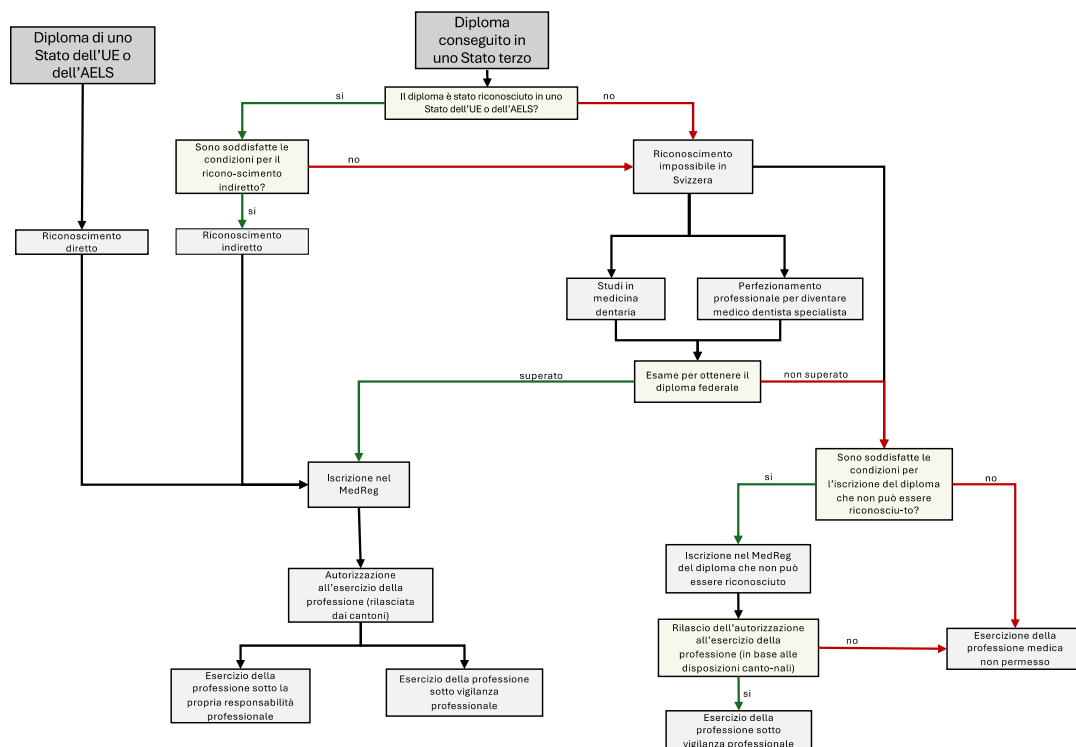 Diploma di uno
Stato dell'UE o
dell'AELS
Diploma
conseguito in
uno Stato terzo
Il diploma è stato riconosciuto in uno
Stato dell'UE o dell'AELS?
si
no
Sono soddisfatte le
condizioni per il
ricono-scimento
indiretto?
no
Riconoscimento
impossibile in
Svizzera
si
Riconoscimento
diretto
Riconoscimento
indiretto
Studi in
medicina
dentaria
Perfezionamento
professionale per diventare
medico dentista specialista
Esame per ottenere il
diploma federale
superato
non superato
Iscrizione nel
MedReg
Sono soddisfatte le
condizioni per
l'iscrizione del diploma
che non può essere
riconosciu-to?
si
no
Iscrizione nel MedReg
del diploma che non può
essere riconosciuto
Autorizzazione
all'esercizio della
professione (rilasciata
dai cantoni)
Rilascio dell'autorizzazione
all'esercizio della
professione (in base alle
disposizioni canto-nali)
no
Esercizione della
professione medica
non permesso
Esercizio della
professione sotto la
propria responsabilità
professionale
Esercizio della professione
sotto vigilanza
professionale
si
Esercizio della
professione sotto
vigilanza professionale